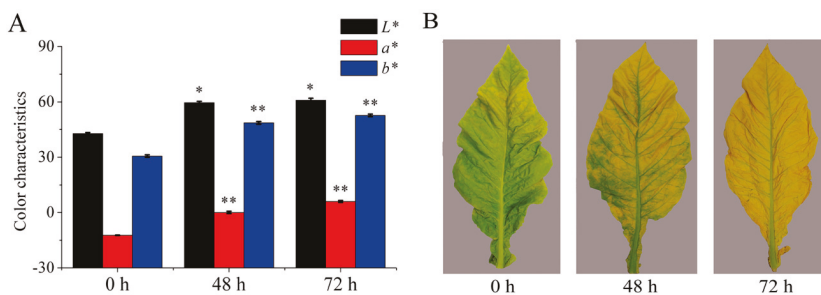 A
B
90
60
30
0
-30
Color characteristics
L*
a*
b*
* ** * **
** **
0 h 48 h 72 h
0 h 48 h 72 h